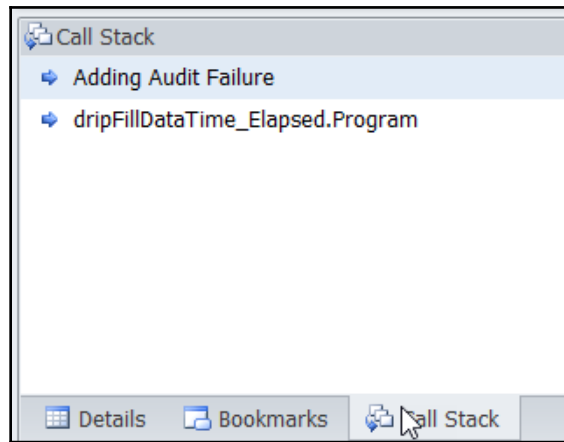 Call Stack
Adding Audit Failure
dripFillDataTime_Elapsed.Program
Details Bookmarks Call Stack